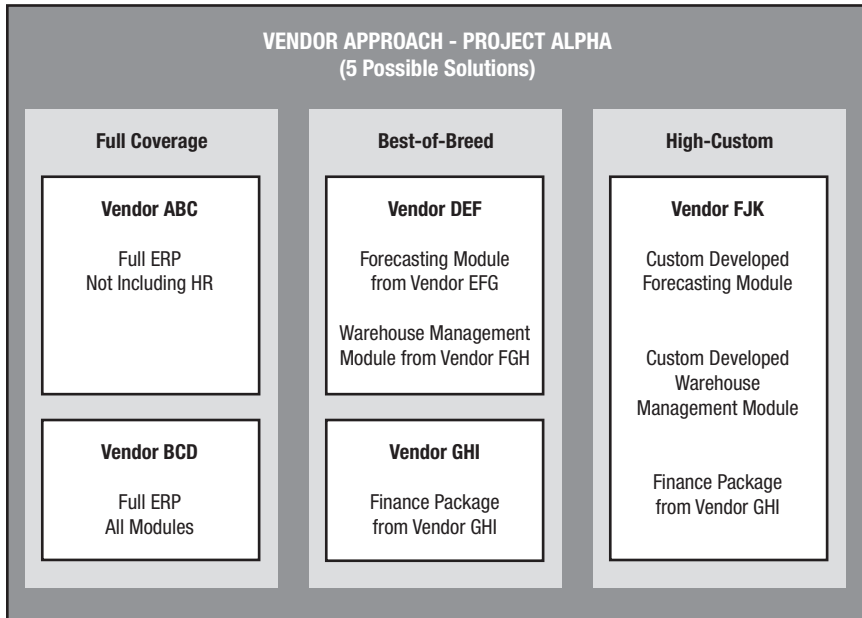 VENDOR APPROACH - PROJECT ALPHA
(5 Possible Solutions)
Full Coverage
Vendor ABC
Full ERP
Not Including HR
Vendor BCD
Full ERP
All Modules
Best-of-Breed
Vendor DEF
Forecasting Module
from Vendor EFG
Warehouse Management
Module from Vendor FGH
Vendor GHI
Finance Package
from Vendor GHI
High-Custom
Vendor FJK
Custom Developed
Forecasting Module
Custom Developed
Warehouse
Management Module
Finance Package
from Vendor GHI